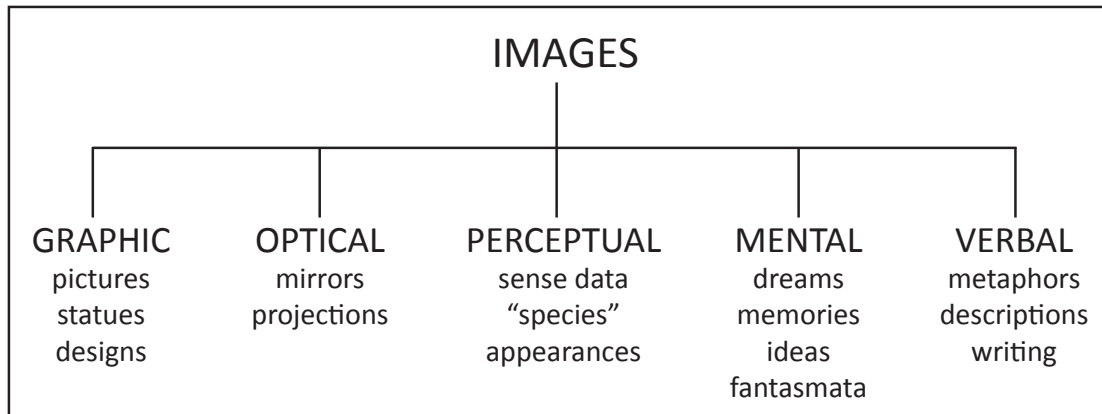 IMAGES
GRAPHIC
pictures
statues
designs
OPTICAL
mirrors
projections
PERCEPTUAL
sense data
“species”
appearances
MENTAL
dreams
memories
ideas
fantasmata
VERBAL
metaphors
descriptions
writing